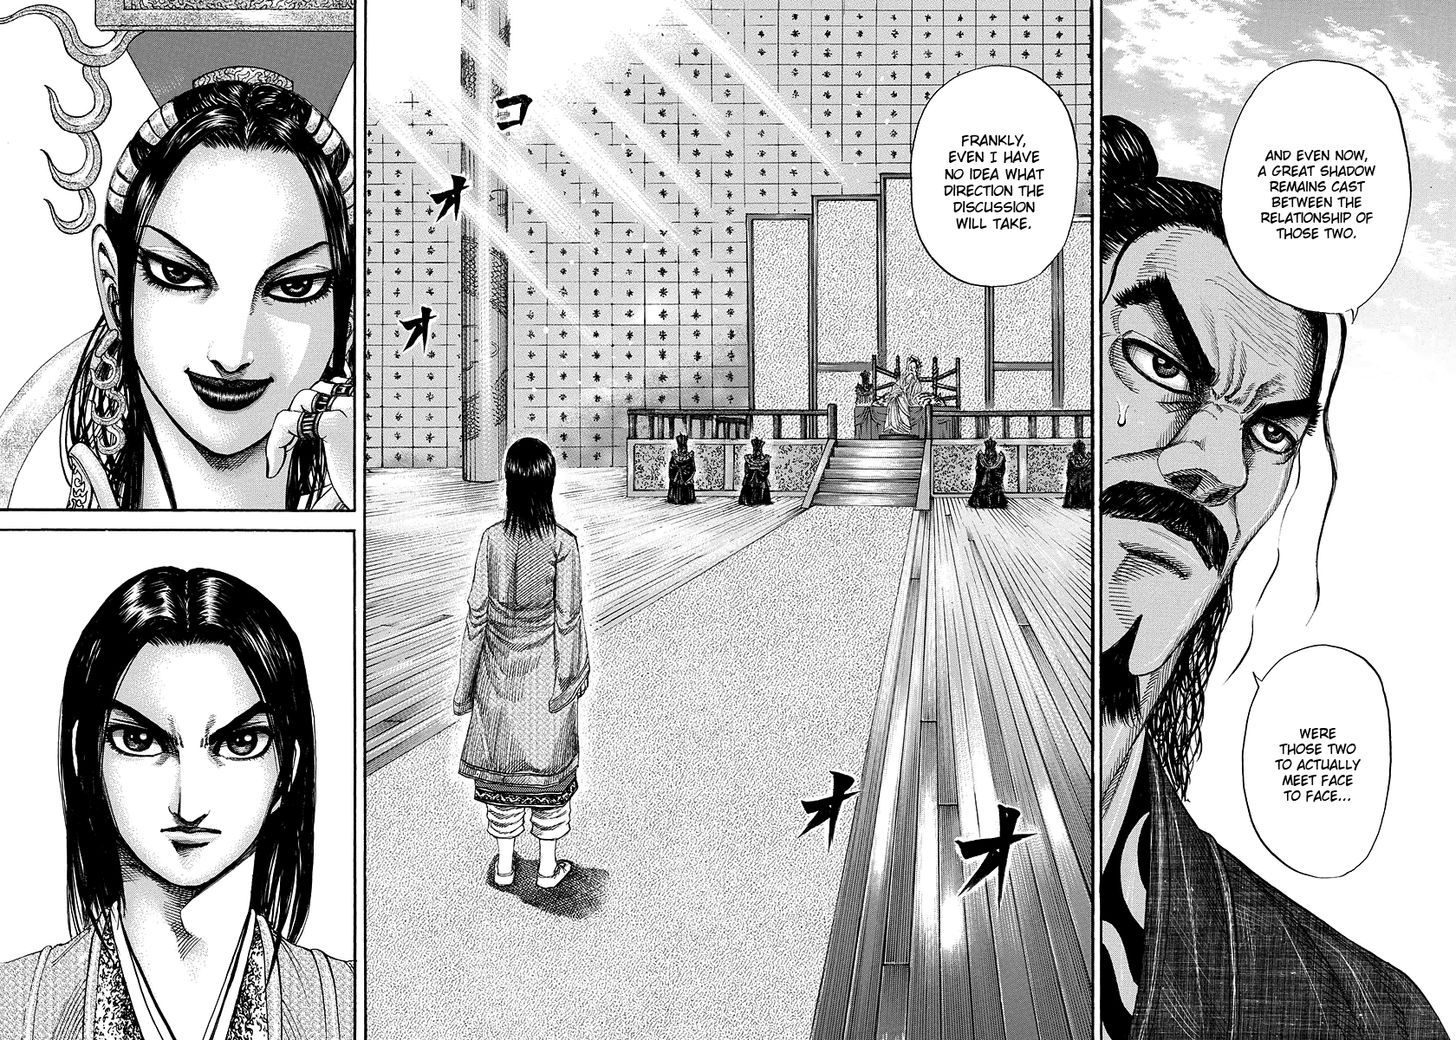 AND EVEN NOW,
A GREAT SHADOW
REMAINS CAST
BETWEEN THE
RELATIONSHIP OF
THOSE TWO.
WERE
THOSE TWO
TO ACTUALLY
MEET FACE
TO FACE...
FRANKLY,
EVEN I HAVE
NO IDEA WHAT
DIRECTION THE
DISCUSSION
WILL TAKE.
コ
オ
オ
オ
オ